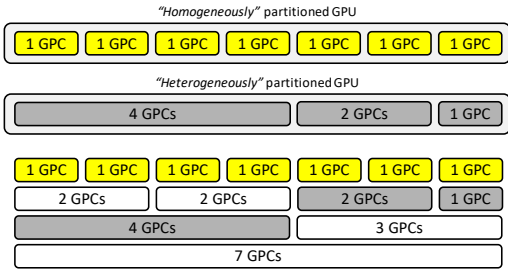 “Homogeneously” partitioned GPU
1 GPC 1 GPC 1 GPC 1 GPC 1 GPC 1 GPC 1 GPC
“Heterogeneously” partitioned GPU
4 GPCs 2 GPCs 1 GPC
1 GPC 1 GPC 1 GPC 1 GPC 1 GPC 1 GPC 1 GPC
2 GPCs 2 GPCs 2 GPCs 1 GPC
4 GPCs 3 GPCs
7 GPCs